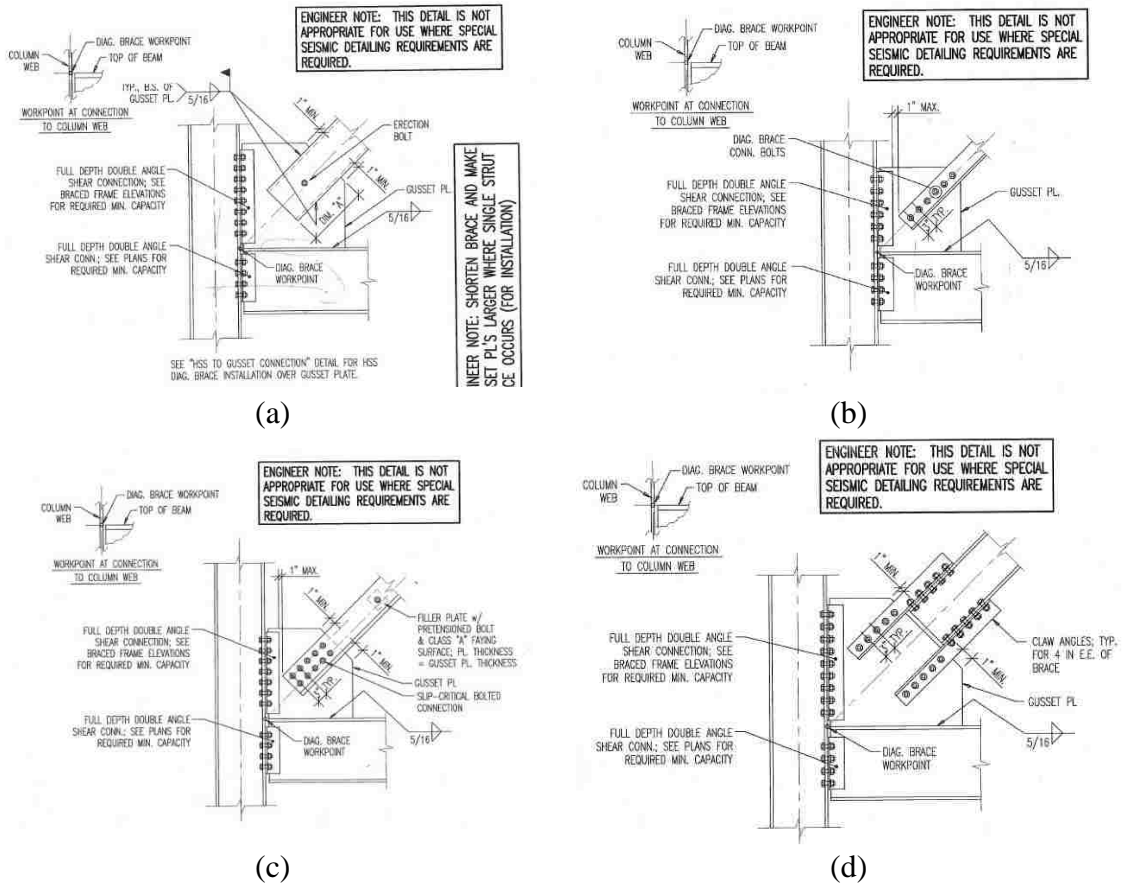 ENGINEER NOTE: THIS DETAIL IS NOT
APPROPRIATE FOR USE WHERE SPECIAL
SEISMIC DETAILING REQUIREMENTS ARE
REQUIRED.
COLUMN
WEB
DIAG. BRACE WORKPOINT
TOP OF BEAM
TYP., B.S. OF
GUSSET PL.
5/16
WORKPOINT AT CONNECTION
TO COLUMN WEB
1" MIN.
ERECTION
BOLT
FULL DEPTH DOUBLE ANGLE
SHEAR CONNECTION; SEE
BRACED FRAME ELEVATIONS
FOR REQUIRED MIN. CAPACITY
1" MIN.
GUSSET PL.
DIM. "A"
5/16
FULL DEPTH DOUBLE ANGLE
SHEAR CONN.; SEE PLANS FOR
REQUIRED MIN. CAPACITY
DIAG. BRACE
WORKPOINT
SEE "HSS TO GUSSET CONNECTION" DETAIL FOR HSS
DIAG. BRACE INSTALLATION OVER GUSSET PLATE.
INEER NOTE: SHORTEN BRACE AND MAKE
SET PL'S LARGER WHERE SINGLE STRUT
CE OCCURS (FOR INSTALLATION)
(a)
ENGINEER NOTE: THIS DETAIL IS NOT
APPROPRIATE FOR USE WHERE SPECIAL
SEISMIC DETAILING REQUIREMENTS ARE
REQUIRED.
COLUMN
WEB
DIAG. BRACE WORKPOINT
TOP OF BEAM
WORKPOINT AT CONNECTION
TO COLUMN WEB
1" MAX.
DIAG. BRACE
CONN. BOLTS
FULL DEPTH DOUBLE ANGLE
SHEAR CONNECTION; SEE
BRACED FRAME ELEVATIONS
FOR REQUIRED MIN. CAPACITY
GUSSET PL.
TYP.
FULL DEPTH DOUBLE ANGLE
SHEAR CONN.; SEE PLANS FOR
REQUIRED MIN. CAPACITY
5/16
DIAG. BRACE
WORKPOINT
(b)
ENGINEER NOTE: THIS DETAIL IS NOT
APPROPRIATE FOR USE WHERE SPECIAL
SEISMIC DETAILING REQUIREMENTS ARE
REQUIRED.
COLUMN
WEB
DIAG. BRACE WORKPOINT
TOP OF BEAM
WORKPOINT AT CONNECTION
TO COLUMN WEB
1" MAX.
1" MIN.
FILLER PLATE w/
PRETENSIONED BOLT
& CLASS "A" FAYING
SURFACE; PL. THICKNESS
= GUSSET PL. THICKNESS
FULL DEPTH DOUBLE ANGLE
SHEAR CONNECTION; SEE
BRACED FRAME ELEVATIONS
FOR REQUIRED MIN. CAPACITY
1" MIN.
TYP.
GUSSET PL
SLIP-CRITICAL BOLTED
CONNECTION
FULL DEPTH DOUBLE ANGLE
SHEAR CONN.; SEE PLANS FOR
REQUIRED MIN. CAPACITY
5/16
DIAG. BRACE
WORKPOINT
(c)
ENGINEER NOTE: THIS DETAIL IS NOT
APPROPRIATE FOR USE WHERE SPECIAL
SEISMIC DETAILING REQUIREMENTS ARE
REQUIRED.
COLUMN
WEB
DIAG. BRACE WORKPOINT
TOP OF BEAM
WORKPOINT AT CONNECTION
TO COLUMN WEB
1" MIN.
FULL DEPTH DOUBLE ANGLE
SHEAR CONNECTION; SEE
BRACED FRAME ELEVATIONS
FOR REQUIRED MIN. CAPACITY
TYP.
CLAW ANGLES; TYP.
FOR 4 IN E.E. OF
BRACE
1" MIN.
GUSSET PL
FULL DEPTH DOUBLE ANGLE
SHEAR CONN.; SEE PLANS FOR
REQUIRED MIN. CAPACITY
5/16
DIAG. BRACE
WORKPOINT
(d)